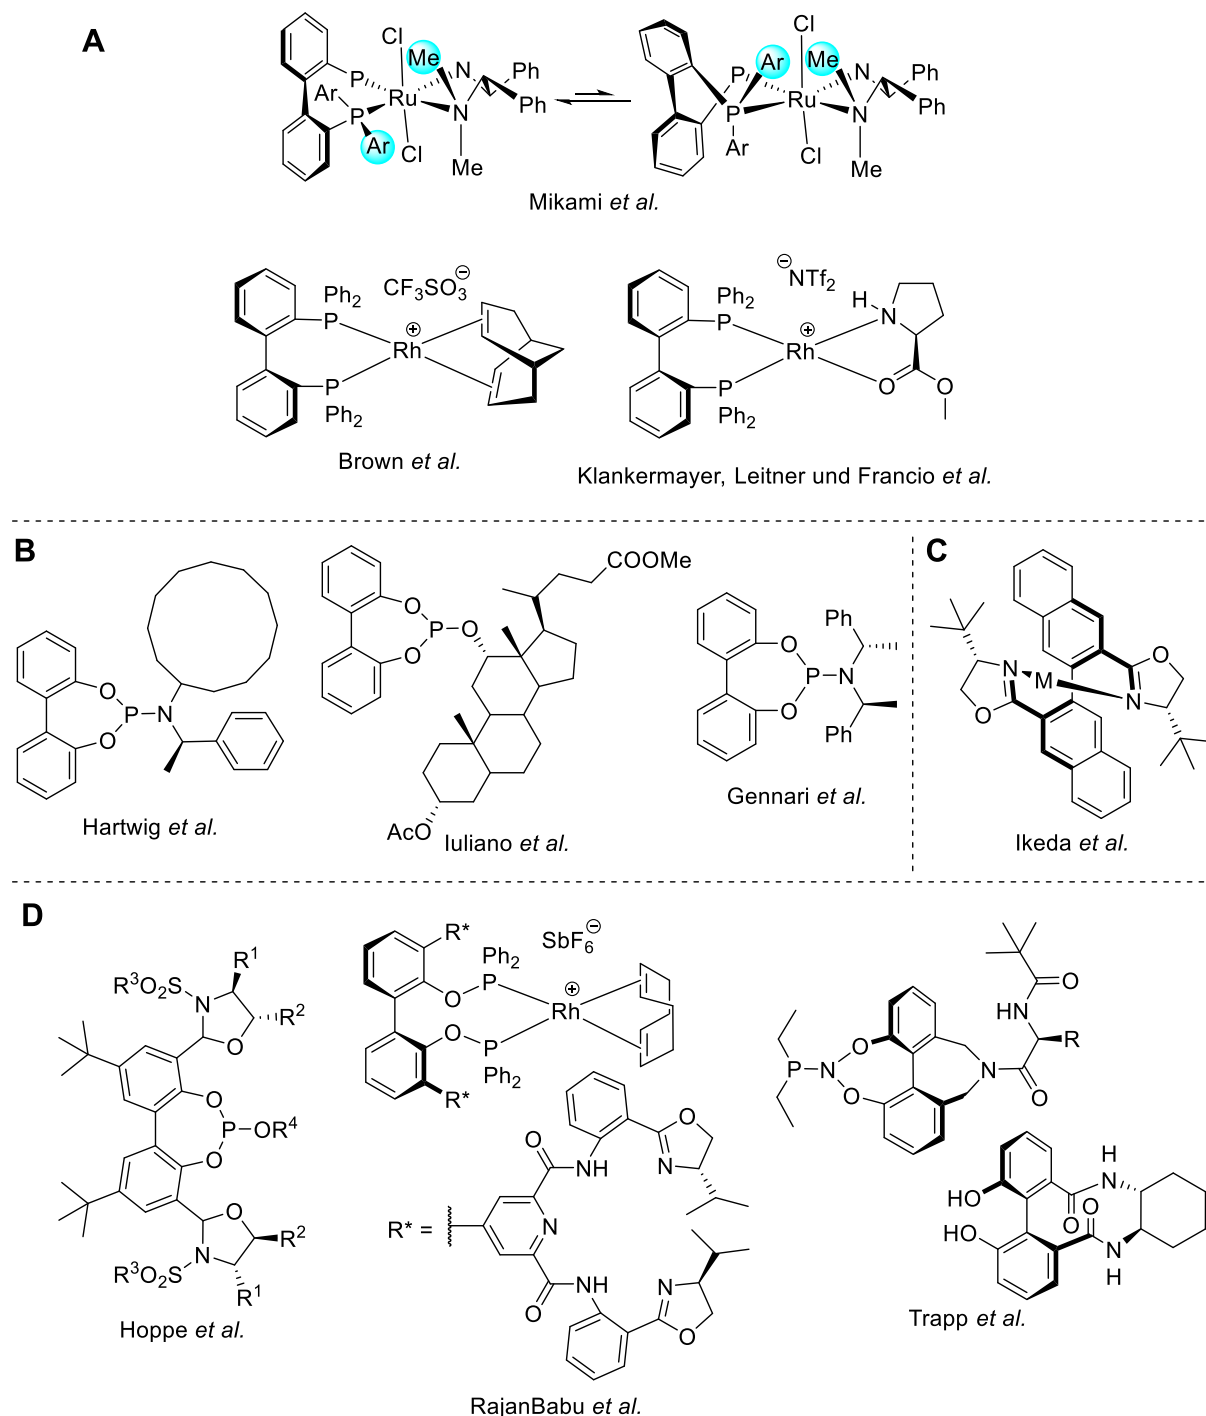 A
Cl
Me
N
Ph
Ph
P
Ar
Ru
P
N
Ar
Cl
Me
Cl
Ar
Me
N
Ph
Ph
P
Ru
P
N
Ar
Cl
Me
Mikami et al.
Ph2
P
CF3SO3⊖
⊕
Rh
P
Ph2
Brown et al.
⊖NTf2
Ph2
P
H
N
⊕
Rh
P
O
O
Ph2
Klankermayer, Leitner und Francio et al.
B
O
P
N
O
Hartwig et al.
COOMe
O
P
O
O
AcO
Iuliano et al.
Ph
O
P
N
O
Ph
Gennari et al.
C
N
M
O
O
N
Ikeda et al.
D
R1
R3O2S
N
R2
O
O
P
OR4
O
O
R2
R3O2S
N
R1
Hoppe et al.
R*
SbF6⊖
Ph2
O
P
⊕
Rh
O
P
Ph2
R*
O
O
NH
N
R* =
N
NH
N
O
O
RajanBabu et al.
O
HN
R
O
P
N
O
N
O
H
N
HO
O
O
HO
N
H
Trapp et al.